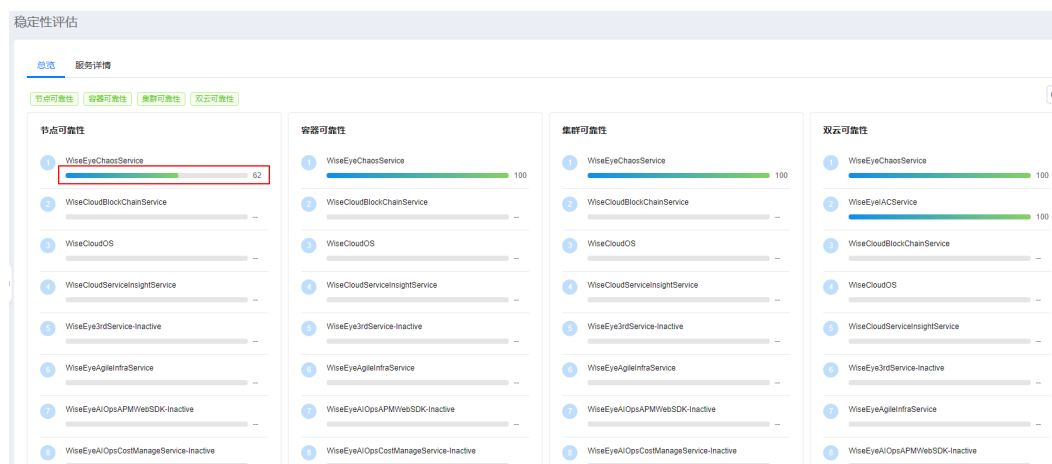 稳定性评估
总览 服务详情
节点可靠性 容器可靠性 集群可靠性 双云可靠性
节点可靠性
1 WiseEyeChaosService
62
2 WiseCloudBlockChainService
--
3 WiseCloudOS
--
4 WiseCloudServiceInsightService
--
5 WiseEye3rdService-Inactive
--
6 WiseEyeAgileInfraService
--
7 WiseEyeAIOpsAPMWebSDK-Inactive
--
8 WiseEyeAIOpsCostManageService-Inactive
容器可靠性
1 WiseEyeChaosService
100
2 WiseCloudBlockChainService
--
3 WiseCloudOS
--
4 WiseCloudServiceInsightService
--
5 WiseEye3rdService-Inactive
--
6 WiseEyeAgileInfraService
--
7 WiseEyeAIOpsAPMWebSDK-Inactive
--
8 WiseEyeAIOpsCostManageService-Inactive
集群可靠性
1 WiseEyeChaosService
100
2 WiseCloudBlockChainService
--
3 WiseCloudOS
--
4 WiseCloudServiceInsightService
--
5 WiseEye3rdService-Inactive
--
6 WiseEyeAgileInfraService
--
7 WiseEyeAIOpsAPMWebSDK-Inactive
--
8 WiseEyeAIOpsCostManageService-Inactive
双云可靠性
1 WiseEyeChaosService
100
2 WiseEyeIACService
100
3 WiseCloudBlockChainService
--
4 WiseCloudOS
--
5 WiseCloudServiceInsightService
--
6 WiseEye3rdService-Inactive
--
7 WiseEyeAgileInfraService
--
8 WiseEyeAIOpsAPMWebSDK-Inactive